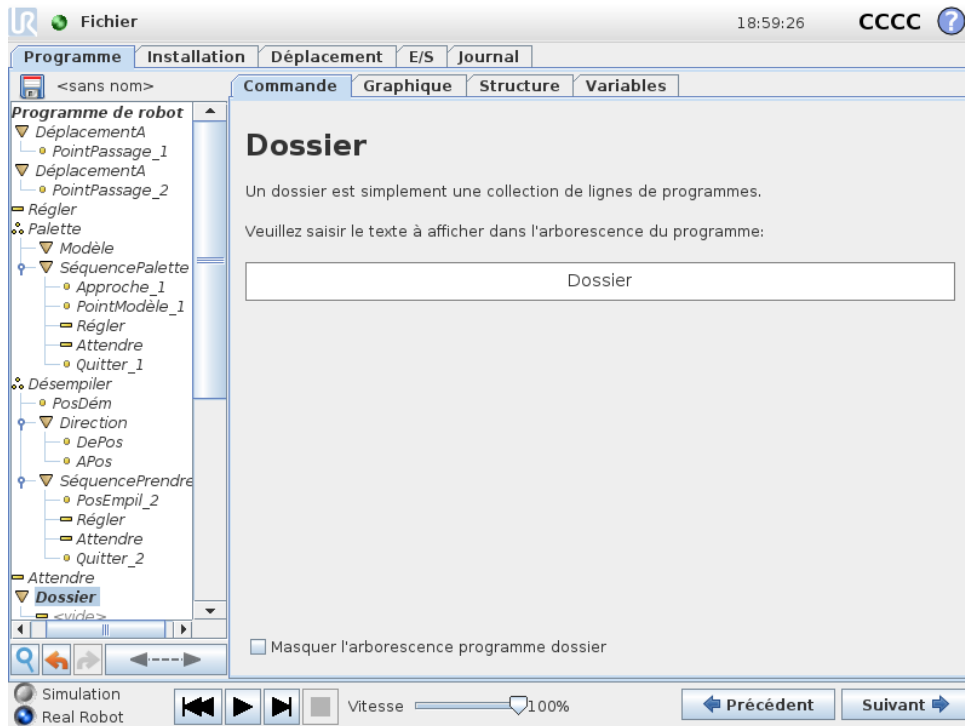 UR Fichier 18:59:26 CCCC ?
Programme Installation Déplacement E/S Journal
<sans nom> Commande Graphique Structure Variables
Programme de robot
DéplacementA
PointPassage_1
DéplacementA
PointPassage_2
Régler
Palette
Modèle
SéquencePalette
Approche_1
PointModèle_1
Régler
Attendre
Quitter_1
Désempiler
PosDém
Direction
DePos
APos
SéquencePrendre
PosEmpil_2
Régler
Attendre
Quitter_2
Attendre
Dossier
<vide>
Dossier
Un dossier est simplement une collection de lignes de programmes.
Veuillez saisir le texte à afficher dans l'arborescence du programme:
Dossier
Masquer l'arborescence programme dossier
Simulation
Real Robot
Vitesse 100%
Précédent Suivant